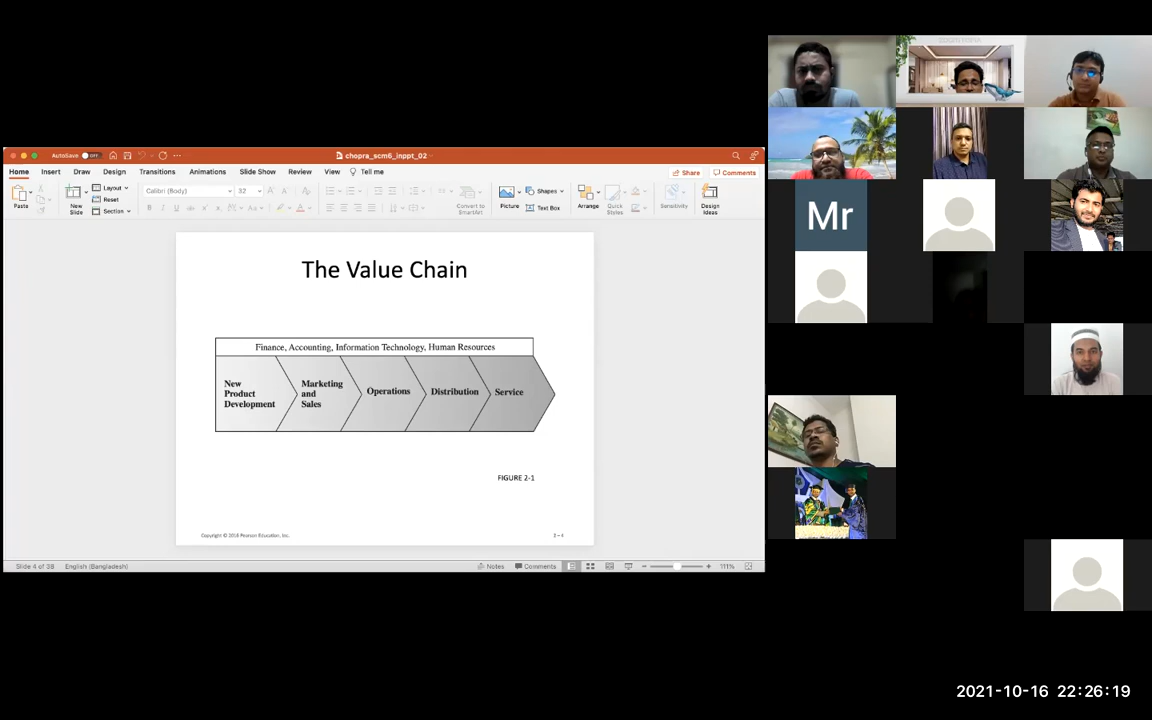 AutoSave OFF
chopra_scm6_inppt_02
Home Insert Draw Design Transitions Animations Slide Show Review View Tell me
Share Comments
Paste
New Slide
Layout
Reset
Section
Calibri (Body) 32
Convert to SmartArt
Picture
Shapes
Text Box
Arrange
Quick Styles
Sensitivity
Design Ideas
The Value Chain
Finance, Accounting, Information Technology, Human Resources
New Product Development
Marketing and Sales
Operations
Distribution
Service
FIGURE 2-1
Copyright © 2016 Pearson Education, Inc.
2 – 4
Slide 4 of 38 English (Bangladesh)
Notes Comments 111%
Mr
2021-10-16 22:26:19